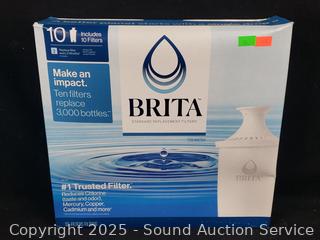 10 Includes
10 Filters
Make an
impact.
Ten filters
replace
3,000 bottles.*
BRITA
STANDARD REPLACEMENT FILTERS
#1 Trusted Filter.
Reduces Chlorine
(taste and odor),
Mercury, Copper,
Cadmium and more*
BRITA
Copyright 2025 - Sound Auction Service